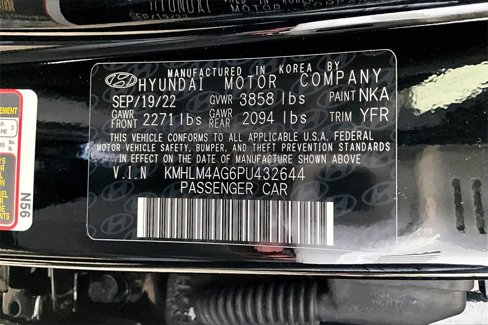 MANUFACTURED IN KOREA BY
HYUNDAI MOTOR COMPANY
SEP/19/22 GVWR 3858 lbs PAINT NKA
GAWR FRONT 2271 lbs GAWR REAR 2094 lbs TRIM YFR
THIS VEHICLE CONFORMS TO ALL APPLICABLE U.S.A. FEDERAL
MOTOR VEHICLE SAFETY, BUMPER, AND THEFT PREVENTION STANDARDS
IN EFFECT ON THE DATE OF MANUFACTURE SHOWN ABOVE.
V.I.N KMHLM4AG6PU432644
PASSENGER CAR
N56